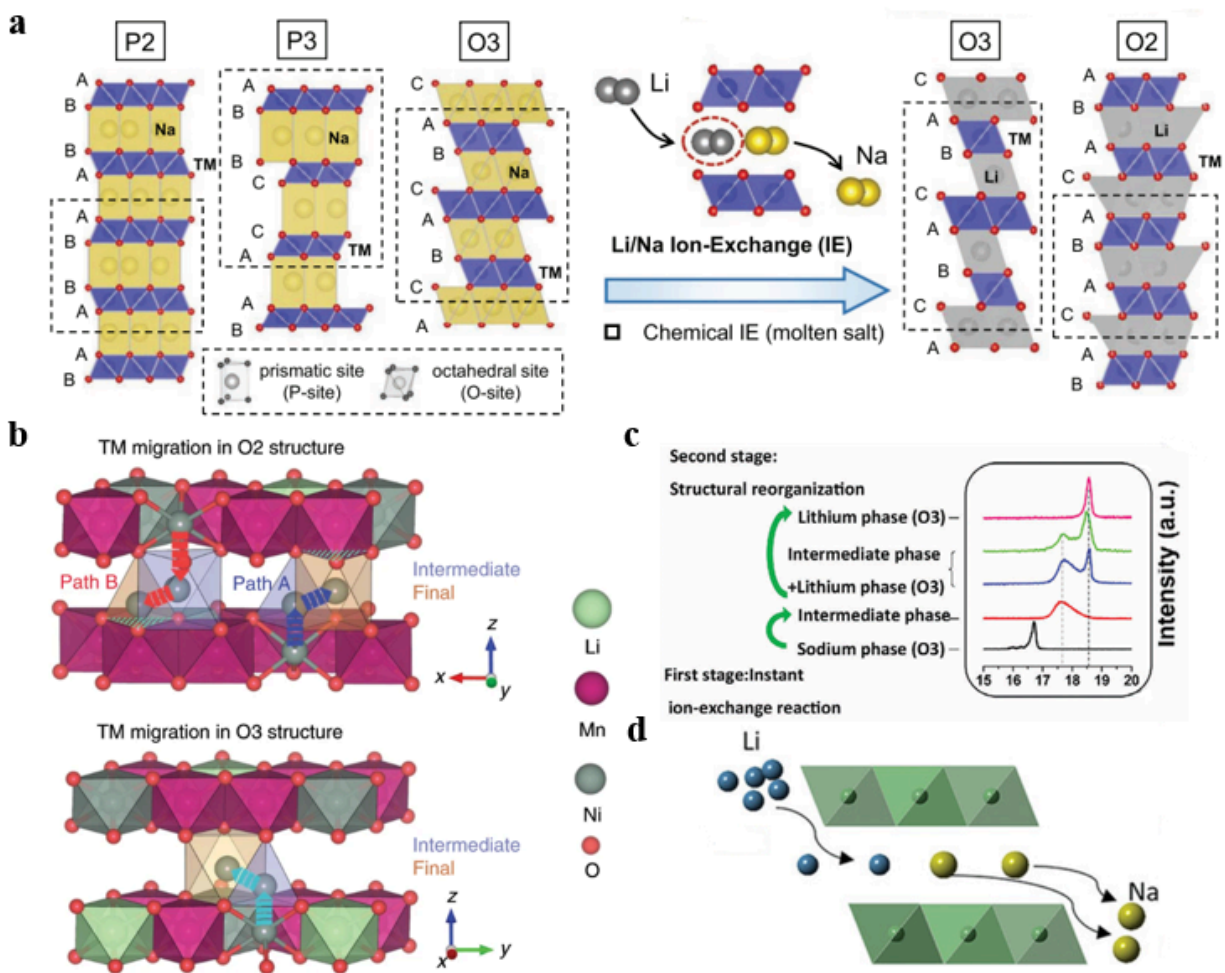 a
P2
P3
O3
O3
O2
A
B
B
A
A
B
B
A
A
B
Na
TM
A
B
B
C
C
A
A
B
Na
TM
C
A
B
C
A
B
C
A
Na
TM
Li
Na
Li/Na Ion-Exchange (IE)
Chemical IE (molten salt)
C
A
B
C
A
B
C
A
TM
Li
A
B
A
C
A
B
A
C
A
B
Li
TM
prismatic site
(P-site)
octahedral site
(O-site)
b
TM migration in O2 structure
Path B
Path A
Intermediate
Final
z
x
y
TM migration in O3 structure
Intermediate
Final
z
x
y
Li
Mn
Ni
O
c
Second stage:
Structural reorganization
Lithium phase (O3)
Intermediate phase
+Lithium phase (O3)
Intermediate phase
Sodium phase (O3)
First stage:Instant
ion-exchange reaction
15 16 17 18 19 20
Intensity (a.u.)
d
Li
Na